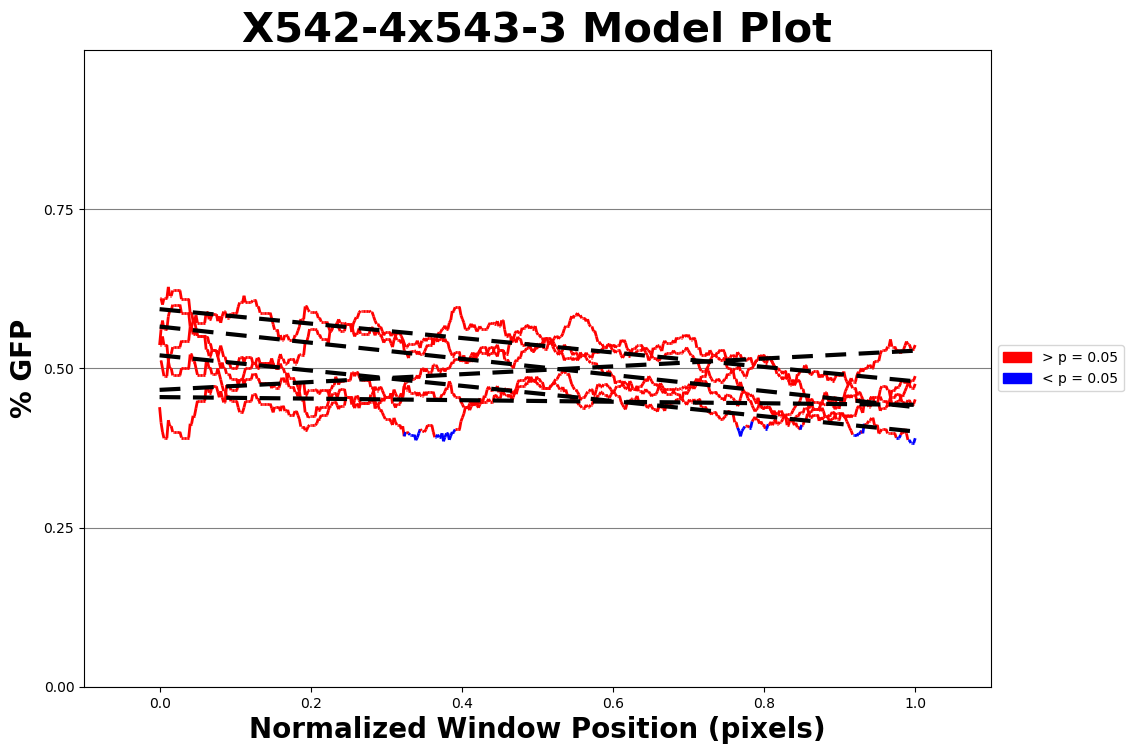 X542-4x543-3 Model Plot
% GFP
0.75
0.50
0.25
0.00
0.0 0.2 0.4 0.6 0.8 1.0
Normalized Window Position (pixels)
> p = 0.05
< p = 0.05